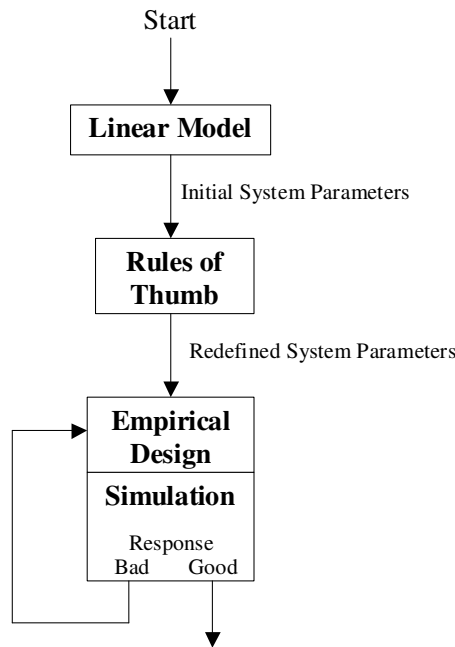 Start
Linear Model
Initial System Parameters
Rules of
Thumb
Redefined System Parameters
Empirical
Design
Simulation
Response
Bad Good